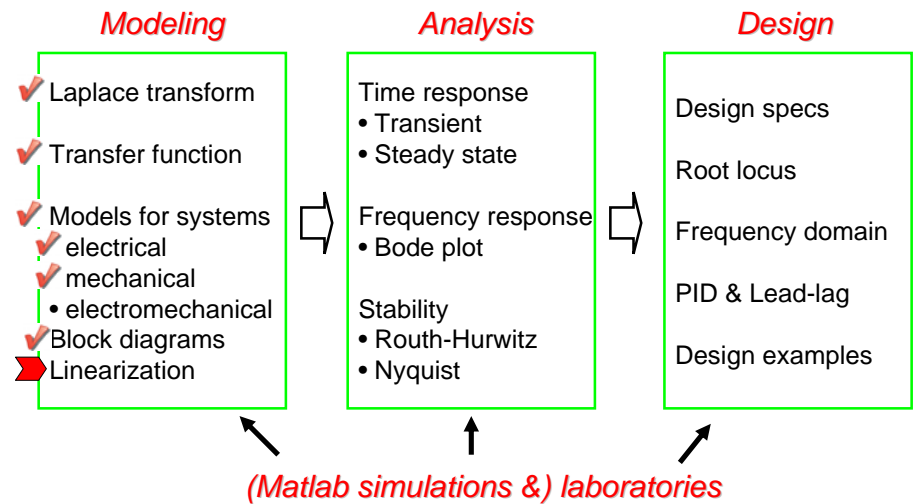 Modeling
Laplace transform
Transfer function
Models for systems
electrical
mechanical
• electromechanical
Block diagrams
Linearization
Analysis
Time response
• Transient
• Steady state
Frequency response
• Bode plot
Stability
• Routh-Hurwitz
• Nyquist
Design
Design specs
Root locus
Frequency domain
PID & Lead-lag
Design examples
(Matlab simulations &) laboratories